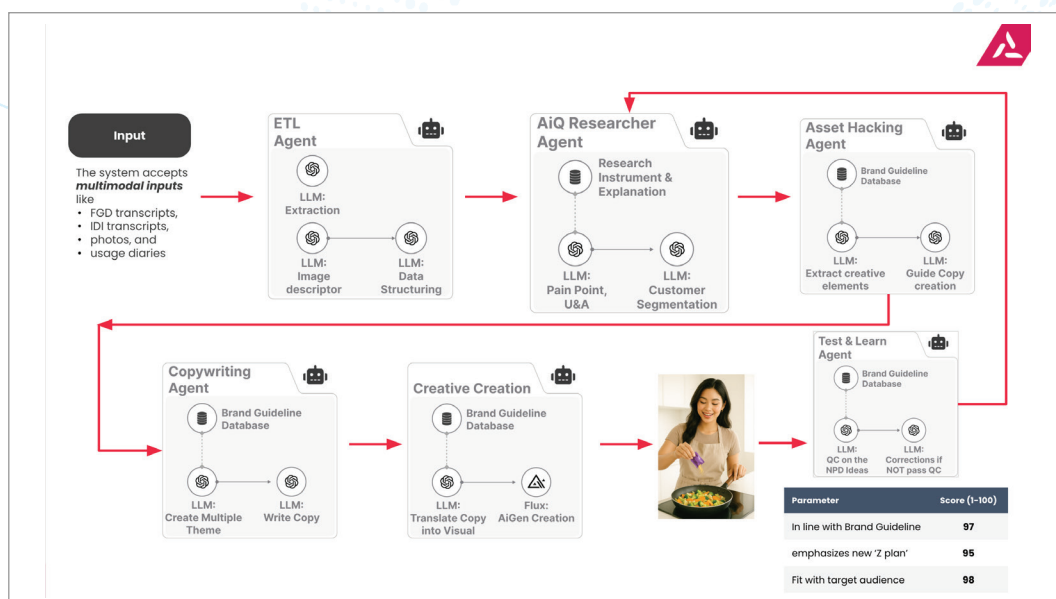 Input
The system accepts
multimodal inputs
like
• FGD transcripts,
• IDI transcripts,
• photos, and
• usage diaries
ETL
Agent
LLM:
Extraction
LLM:
Image
descriptor
LLM:
Data
Structuring
AiQ Researcher
Agent
Research
Instrument &
Explanation
LLM:
Pain Point,
U&A
LLM:
Customer
Segmentation
Asset Hacking
Agent
Brand Guideline
Database
LLM:
Extract creative
elements
LLM:
Guide Copy
creation
Copywriting
Agent
Brand Guideline
Database
LLM:
Create Multiple
Theme
LLM:
Write Copy
Creative Creation
Brand Guideline
Database
LLM:
Translate Copy
into Visual
Flux:
AiGen Creation
Test & Learn
Agent
Brand Guideline
Database
LLM:
QC on the
NPD Ideas
LLM:
Corrections if
NOT pass QC
Parameter Score (1-100)
In line with Brand Guideline 97
emphasizes new ‘Z plan’ 95
Fit with target audience 98